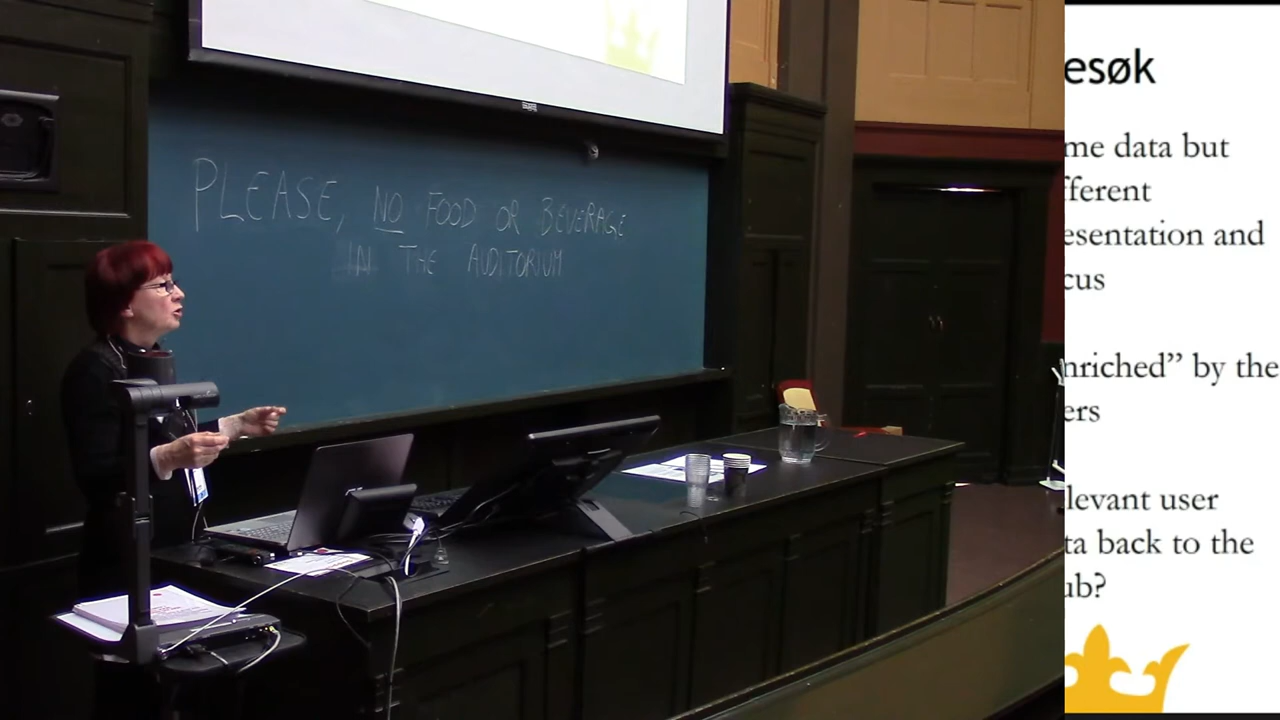 PLEASE, NO FOOD OR BEVERAGE
IN THE AUDITORIUM
esøk
me data but
fferent
esentation and
cus
nriched” by the
ers
levant user
ta back to the
ub?